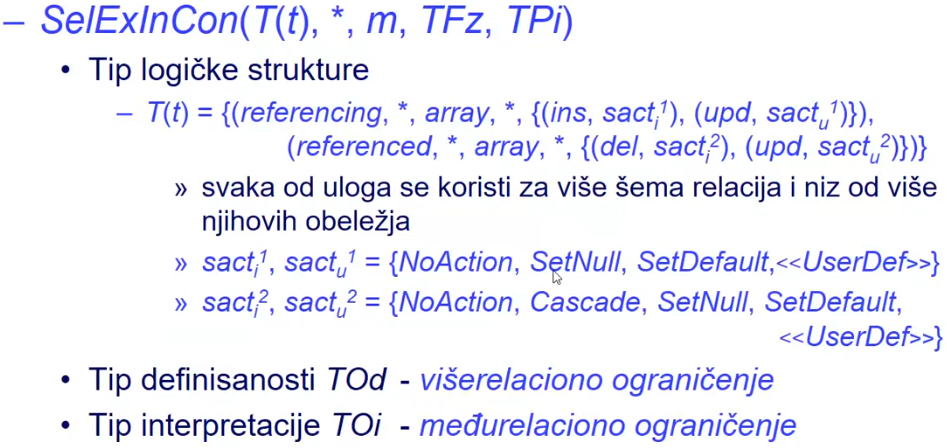 – SelExInCon(T(t), *, m, TFz, TPi)
• Tip logičke strukture
– T(t) = {(referencing, *, array, *, {(ins, sactᵢ¹), (upd, sactᵤ¹)}),
(referenced, *, array, *, {(del, sactᵢ²), (upd, sactᵤ²)})}
» svaka od uloga se koristi za više šema relacija i niz od više
njihovih obeležja
» sactᵢ¹, sactᵤ¹ = {NoAction, SetNull, SetDefault,<<UserDef>>}
» sactᵢ², sactᵤ² = {NoAction, Cascade, SetNull, SetDefault,
<<UserDef>>}
• Tip definisanosti TOd - višerelaciono ograničenje
• Tip interpretacije TOi - međurelaciono ograničenje